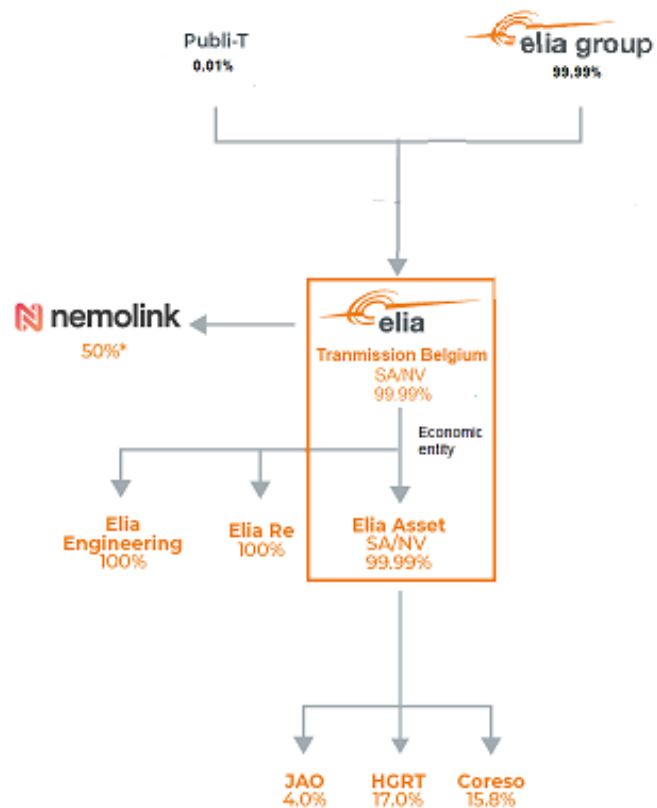 Publi-T
0.01%
elia group
99.99%
nemolink
50%*
elia
Tranmission Belgium
SA/NV
99.99%
Economic
entity
Elia
Engineering
100%
Elia Re
100%
Elia Asset
SA/NV
99.99%
JAO
4.0%
HGRT
17.0%
Coreso
15.8%